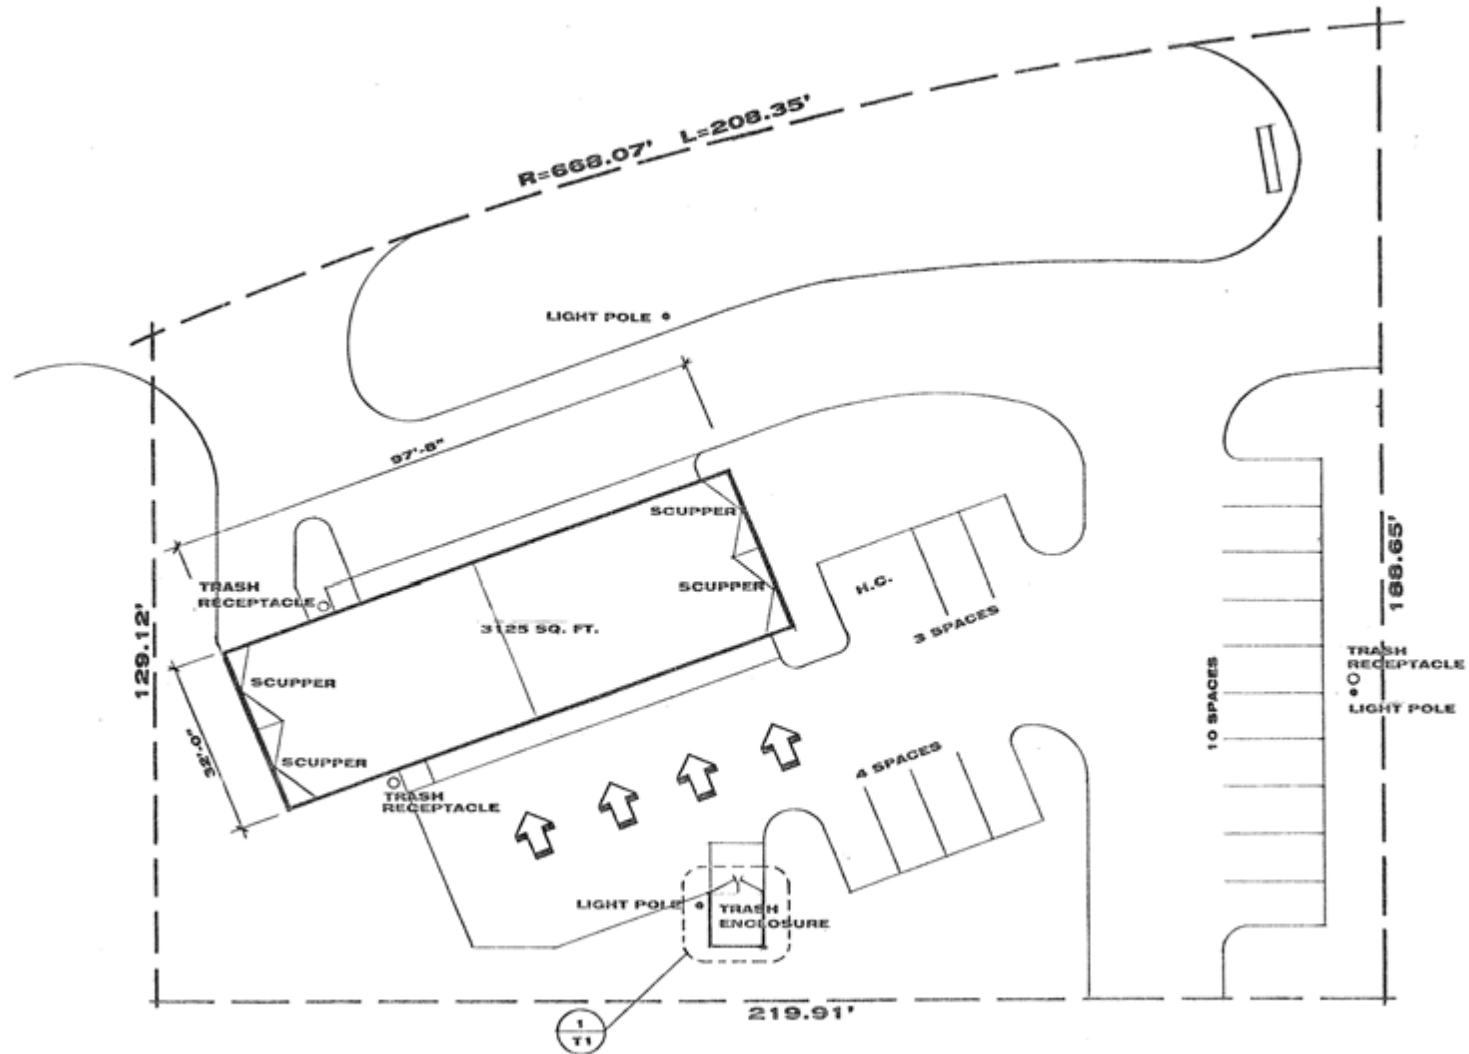 R=668.07' L=208.35'
LIGHT POLE
97'-8"
SCUPPER
SCUPPER
TRASH
RECEPTACLE
H.C.
3 SPACES
3125 SQ. FT.
129.12'
188.65'
SCUPPER
SCUPPER
32'-0"
TRASH
RECEPTACLE
4 SPACES
10 SPACES
TRASH
RECEPTACLE
LIGHT POLE
LIGHT POLE
TRASH
ENCLOSURE
219.91'
1
T1